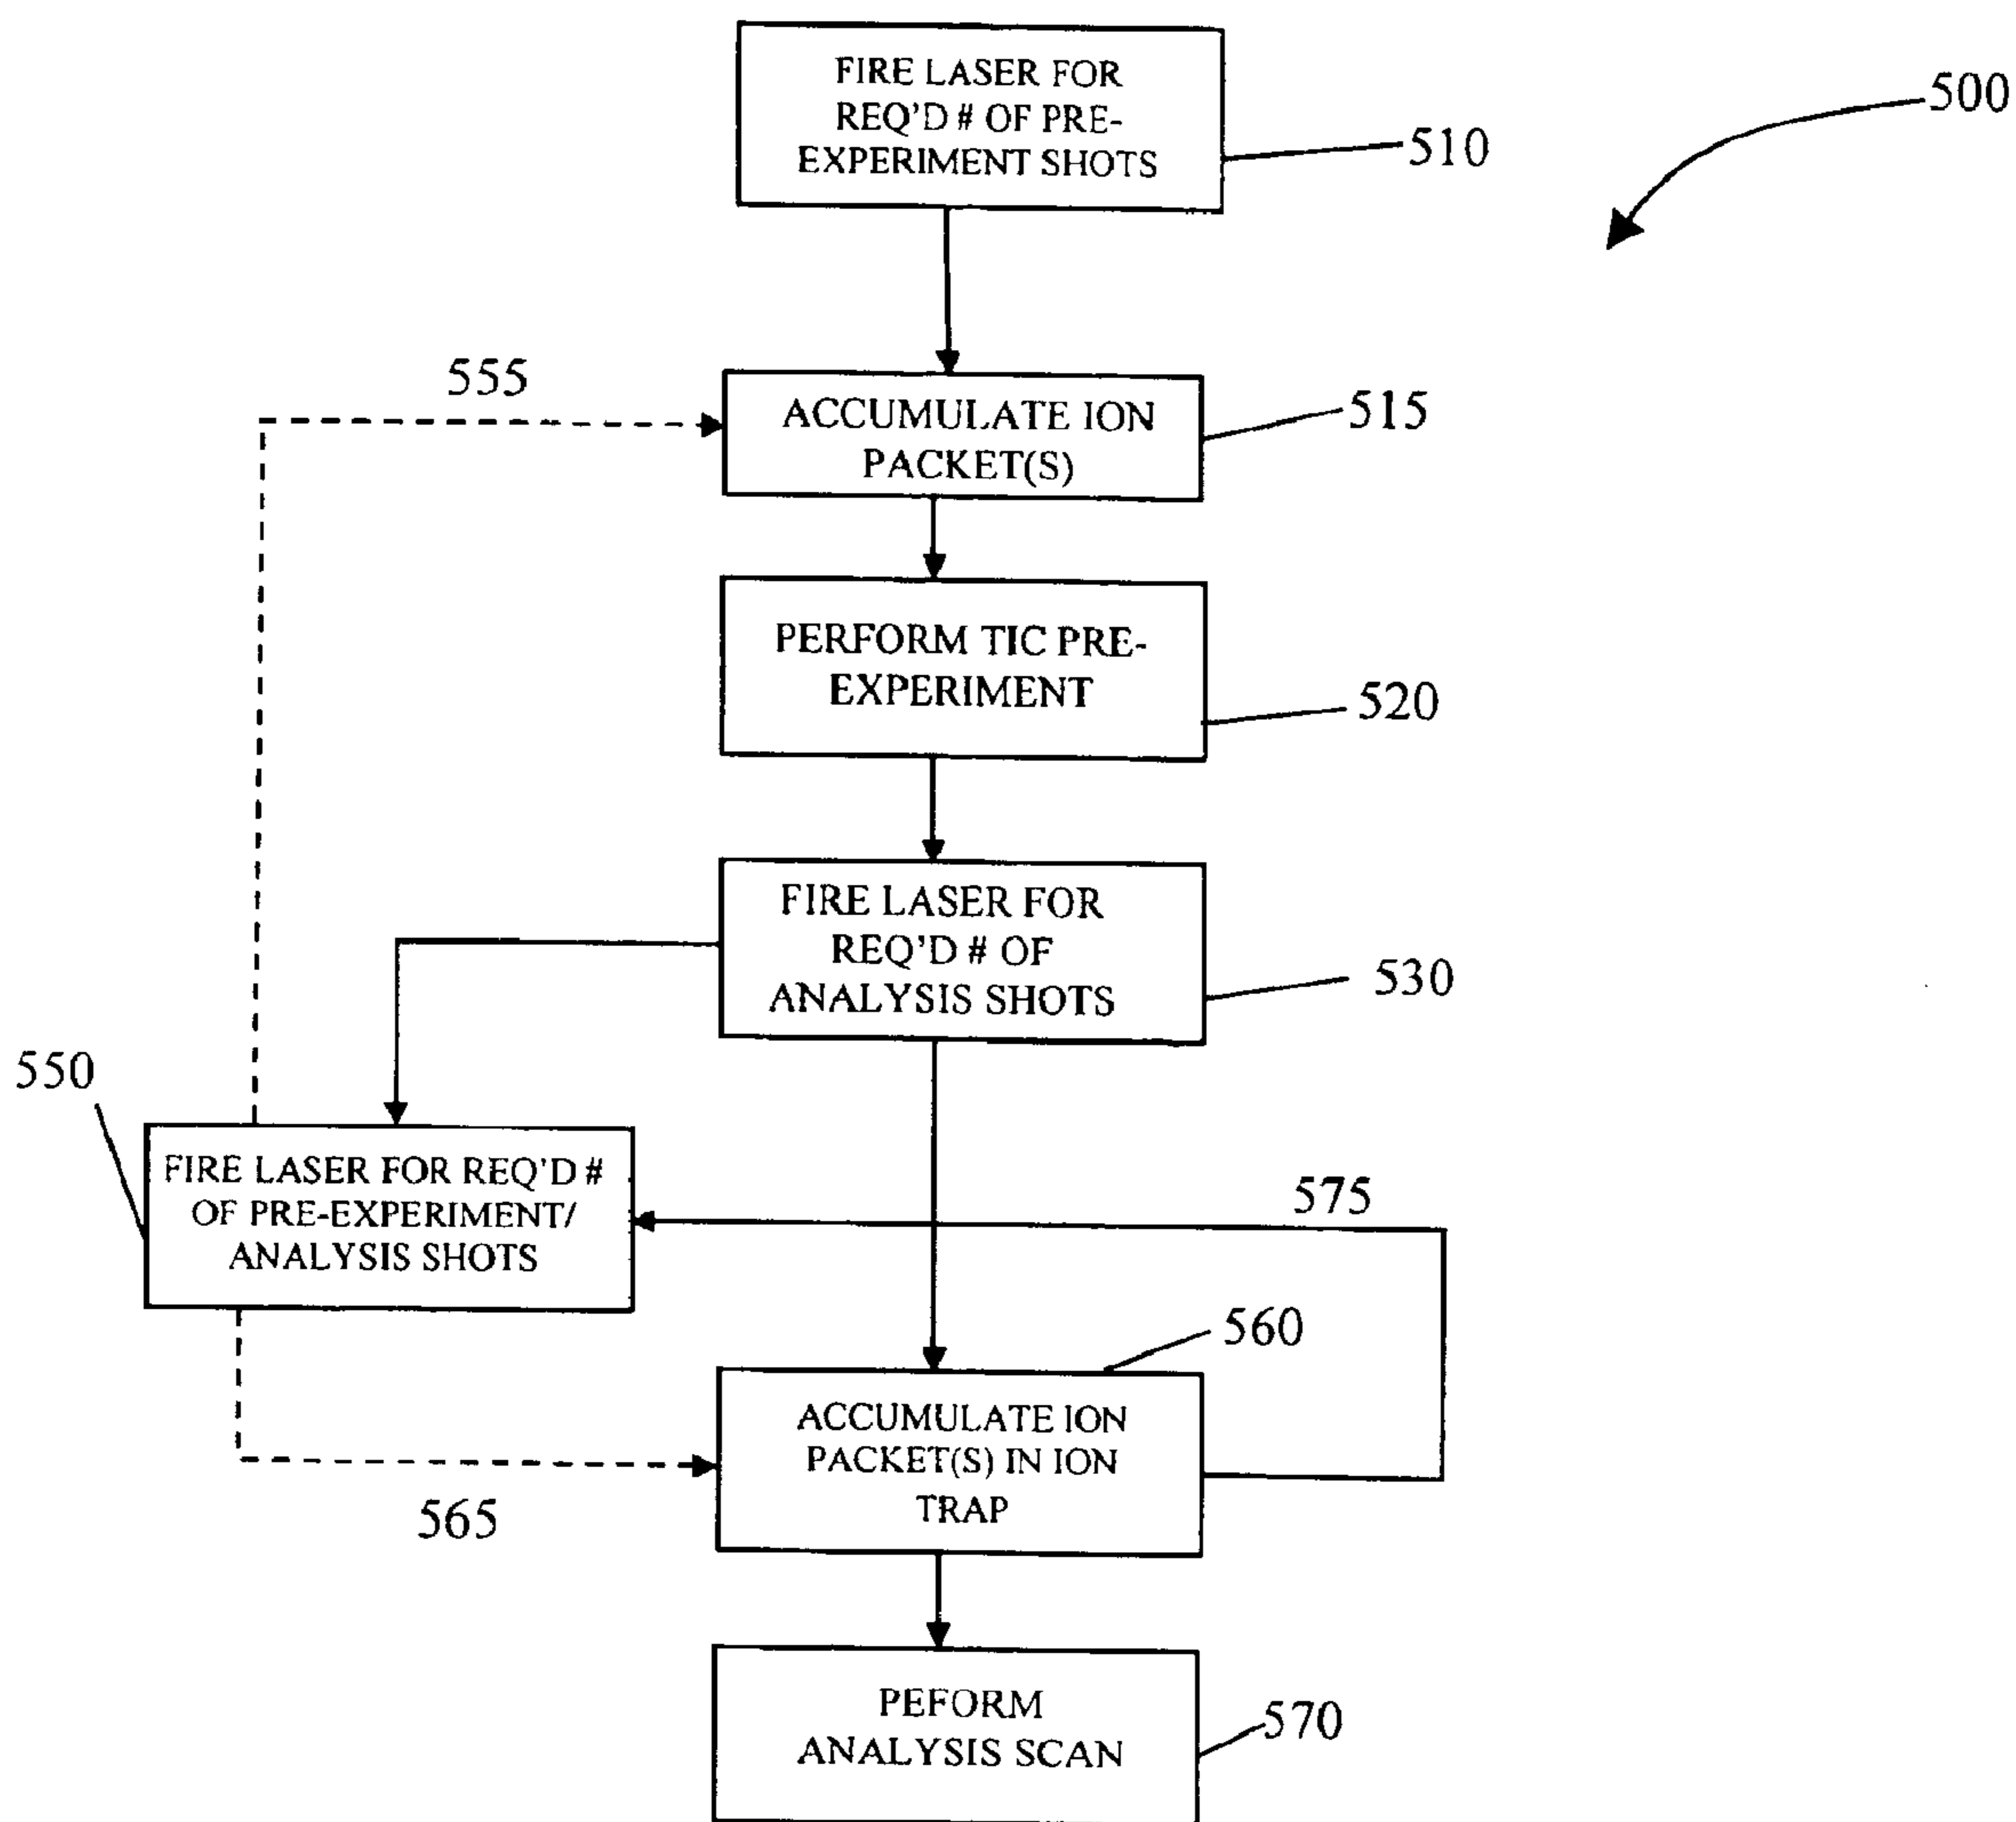 FIRE LASER FOR
REQ'D # OF PRE-
EXPERIMENT SHOTS
510
500
555
ACCUMULATE ION
PACKET(S)
515
PERFORM TIC PRE-
EXPERIMENT
520
FIRE LASER FOR
REQ'D # OF
ANALYSIS SHOTS
530
550
FIRE LASER FOR REQ'D #
OF PRE-EXPERIMENT/
ANALYSIS SHOTS
575
560
ACCUMULATE ION
PACKET(S) IN ION
TRAP
565
PEFORM
ANALYSIS SCAN
570